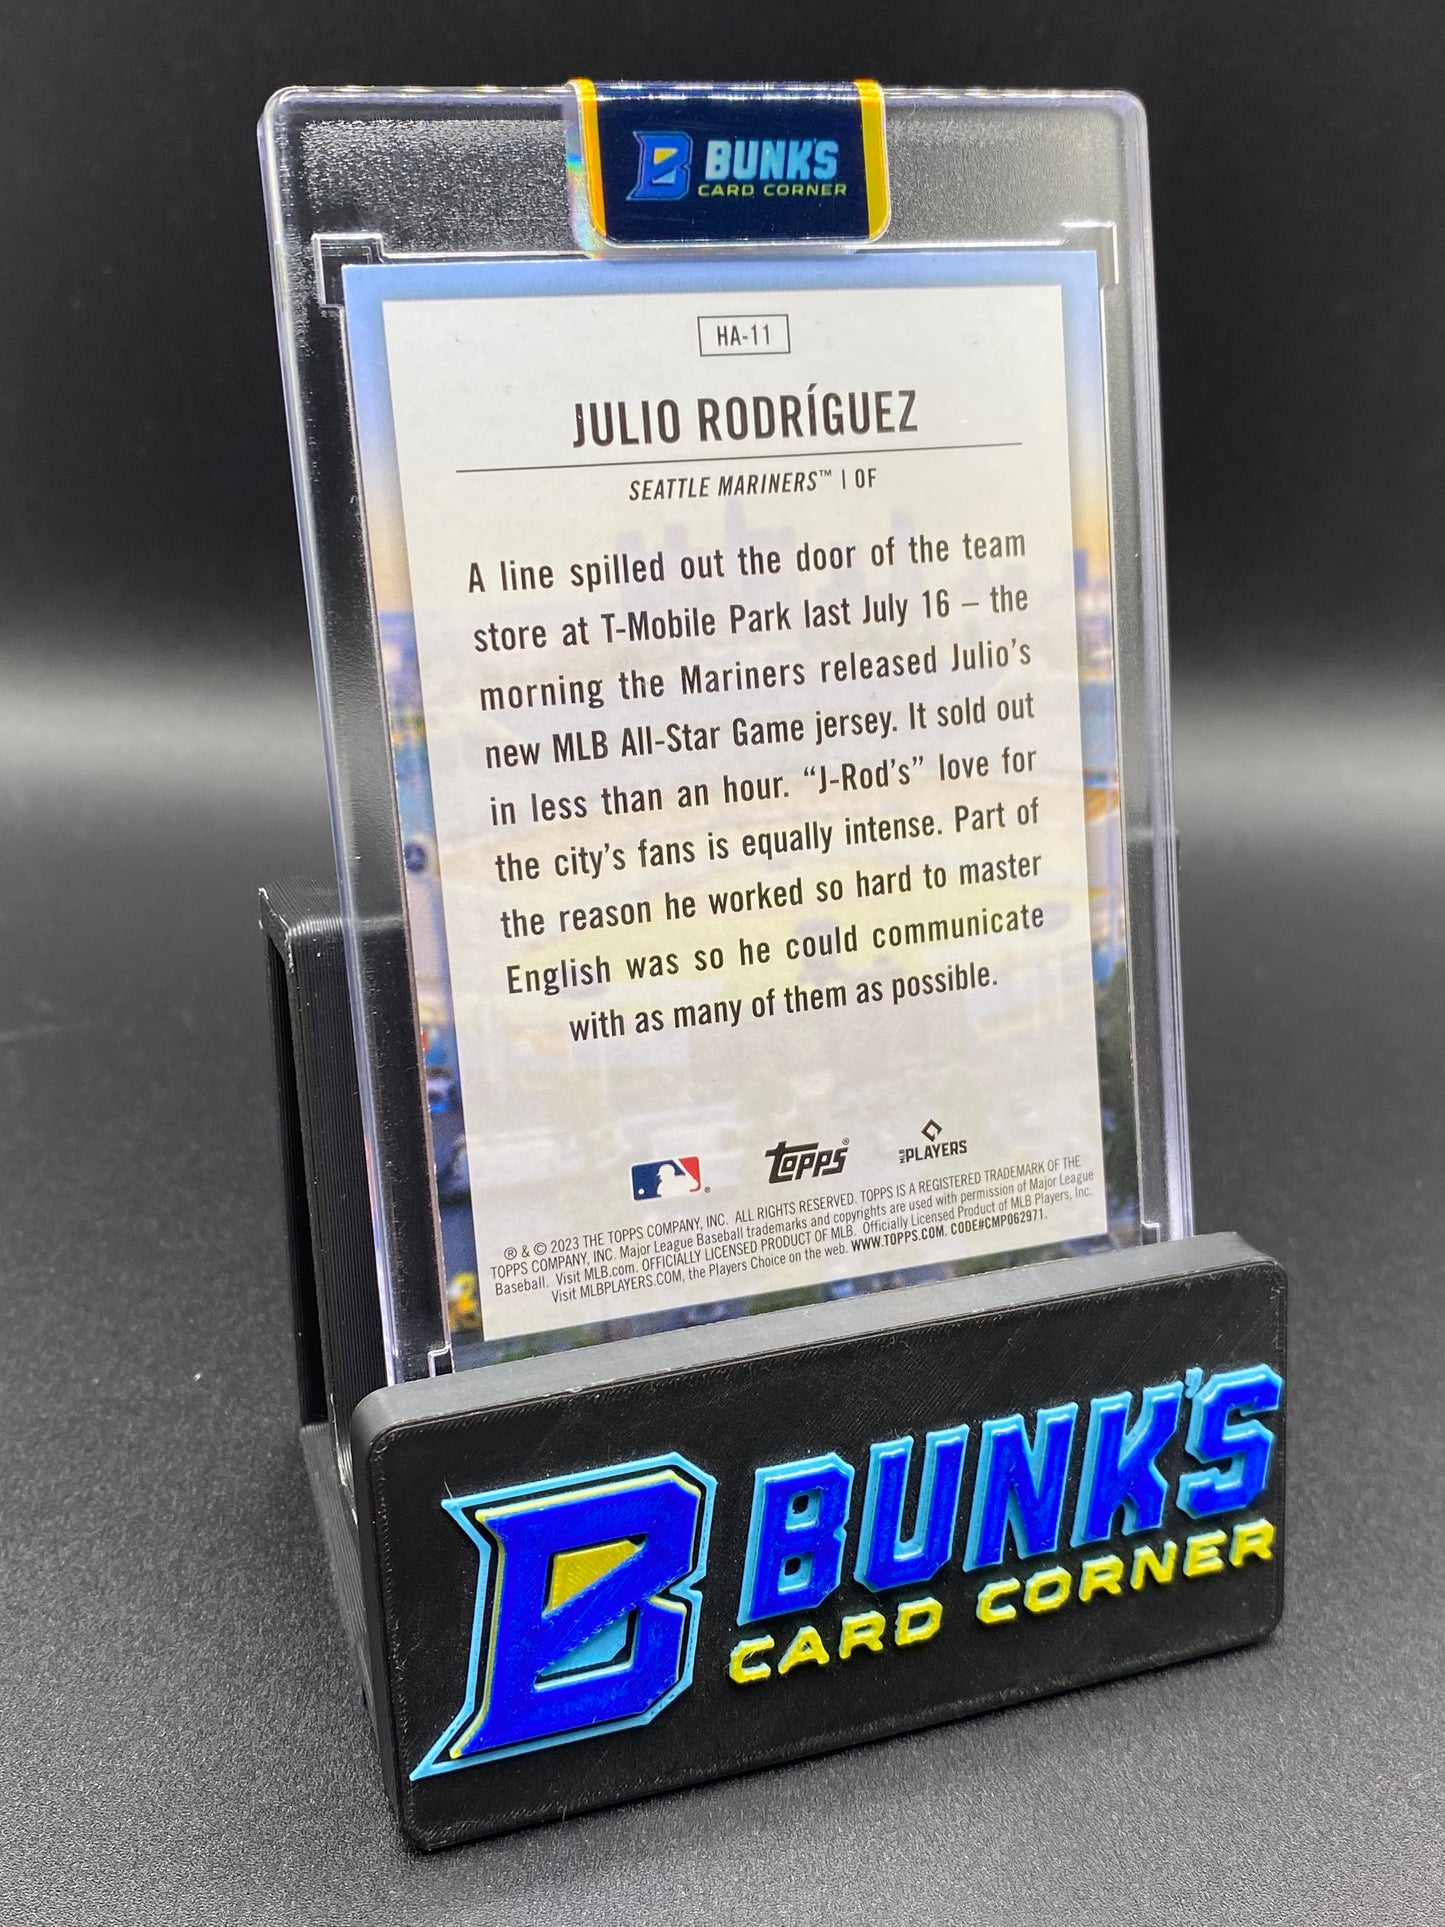 B BUNK'S
CARD CORNER
HA-11
JULIO RODRÍGUEZ
SEATTLE MARINERS™ | OF
A line spilled out the door of the team
store at T-Mobile Park last July 16 – the
morning the Mariners released Julio's
new MLB All-Star Game jersey. It sold out
in less than an hour. “J-Rod's” love for
the city's fans is equally intense. Part of
the reason he worked so hard to master
English was so he could communicate
with as many of them as possible.
topps®
MLB PLAYERS
® & © 2023 THE TOPPS COMPANY, INC. ALL RIGHTS RESERVED. TOPPS IS A REGISTERED TRADEMARK OF THE
TOPPS COMPANY, INC. Major League Baseball trademarks and copyrights are used with permission of Major League
Baseball. Visit MLB.com. OFFICIALLY LICENSED PRODUCT OF MLB. Officially Licensed Product of MLB Players, Inc.
Visit MLBPLAYERS.COM, the Players Choice on the web. WWW.TOPPS.COM. CODE#CMP062971.
B BUNK'S
CARD CORNER